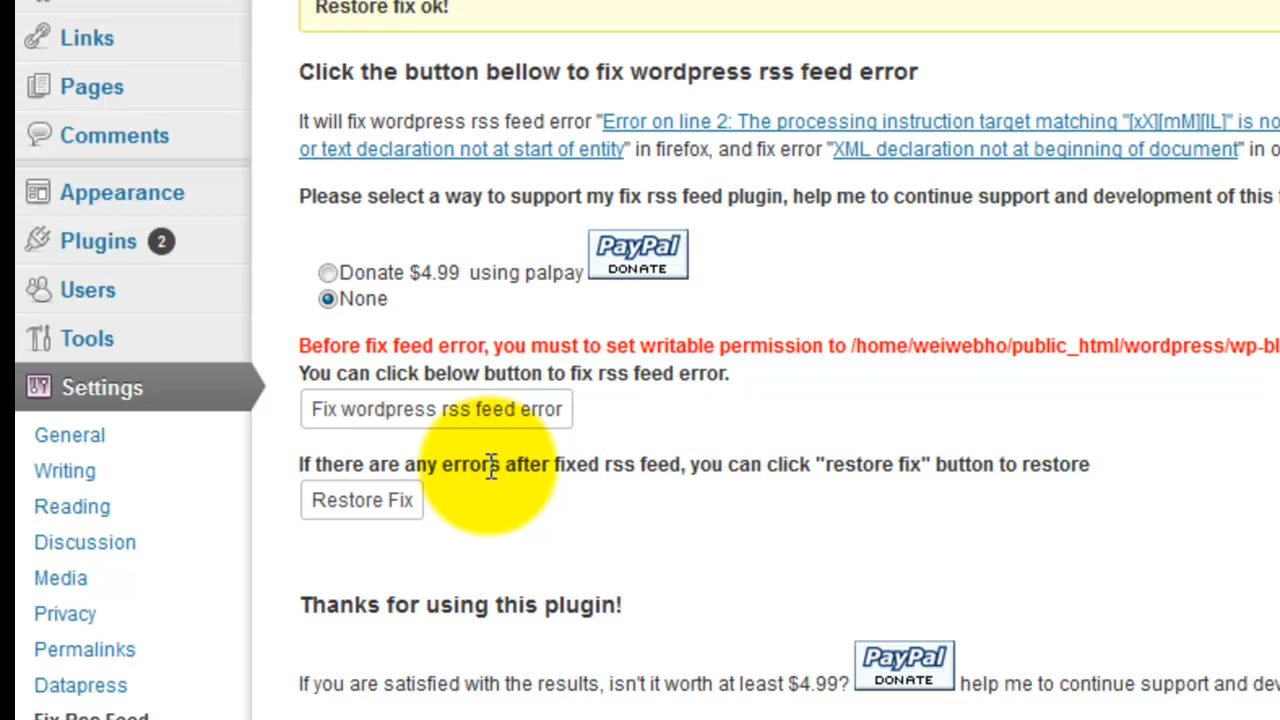 Links
Pages
Comments
Appearance
Plugins 2
Users
Tools
Settings
General
Writing
Reading
Discussion
Media
Privacy
Permalinks
Datapress
Fix Rss Feed
Restore fix ok!
Click the button bellow to fix wordpress rss feed error
It will fix wordpress rss feed error "Error on line 2: The processing instruction target matching "[xX][mM][lL]" is no
or text declaration not at start of entity" in firefox, and fix error "XML declaration not at beginning of document" in o
Please select a way to support my fix rss feed plugin, help me to continue support and development of this
Donate $4.99 using palpay PayPal DONATE
None
Before fix feed error, you must to set writable permission to /home/weiwebho/public_html/wordpress/wp-bl
You can click below button to fix rss feed error.
Fix wordpress rss feed error
If there are any errors after fixed rss feed, you can click "restore fix" button to restore
Restore Fix
Thanks for using this plugin!
If you are satisfied with the results, isn't it worth at least $4.99? PayPal DONATE help me to continue support and dev